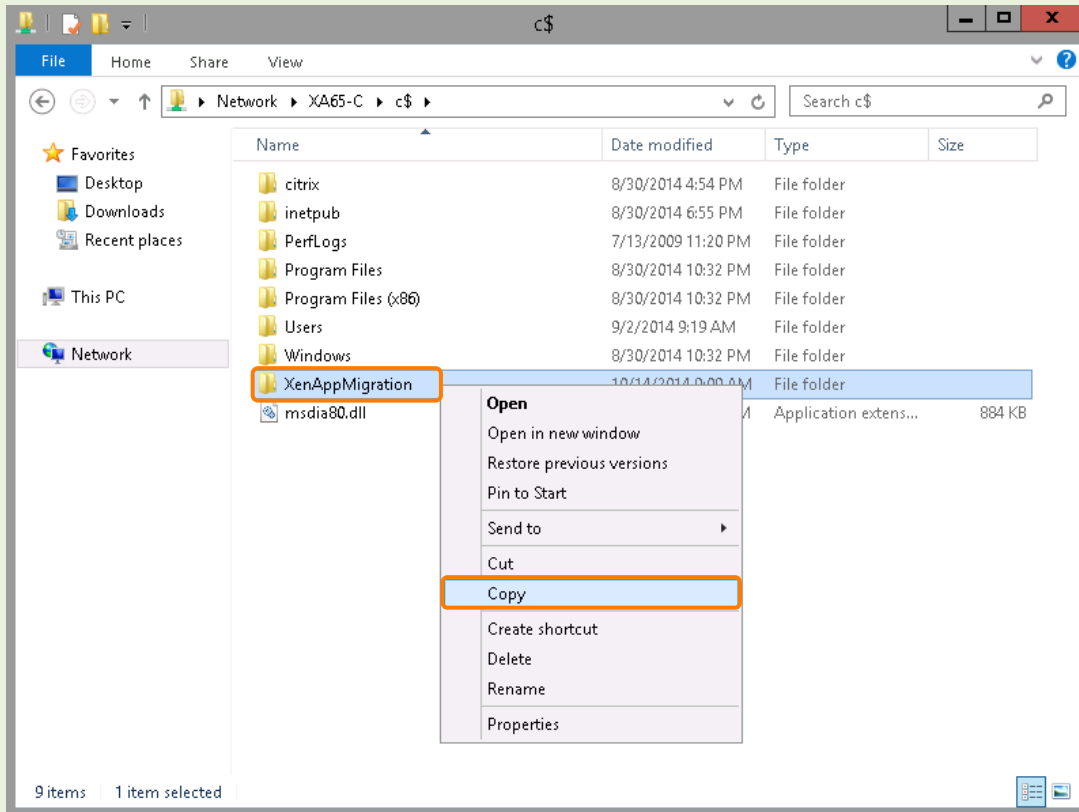 c$
File Home Share View
Network XA65-C c$ Search c$
Favorites
Desktop
Downloads
Recent places
This PC
Network
Name Date modified Type Size
citrix 8/30/2014 4:54 PM File folder
inetpub 8/30/2014 6:55 PM File folder
PerfLogs 7/13/2009 11:20 PM File folder
Program Files 8/30/2014 10:32 PM File folder
Program Files (x86) 8/30/2014 10:32 PM File folder
Users 9/2/2014 9:19 AM File folder
Windows 8/30/2014 10:32 PM File folder
XenAppMigration File folder
msdia80.dll Application extens... 884 KB
Open
Open in new window
Restore previous versions
Pin to Start
Send to
Cut
Copy
Create shortcut
Delete
Rename
Properties
9 items 1 item selected